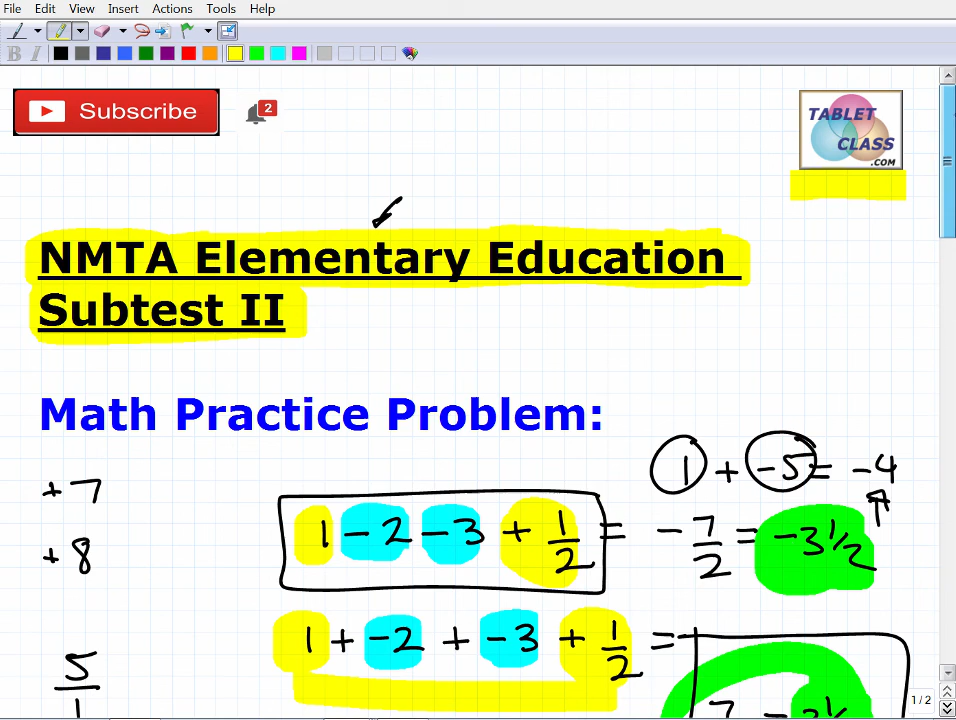 File Edit View Insert Actions Tools Help
B I
Subscribe 2
TABLET
CLASS
.COM
NMTA Elementary Education
Subtest II
Math Practice Problem:
1 + -5 = -4
+7
1 -2 -3 + 1/2 = -7/2 = -3 1/2
+8
1 + -2 + -3 + 1/2 =
5
1
1/2